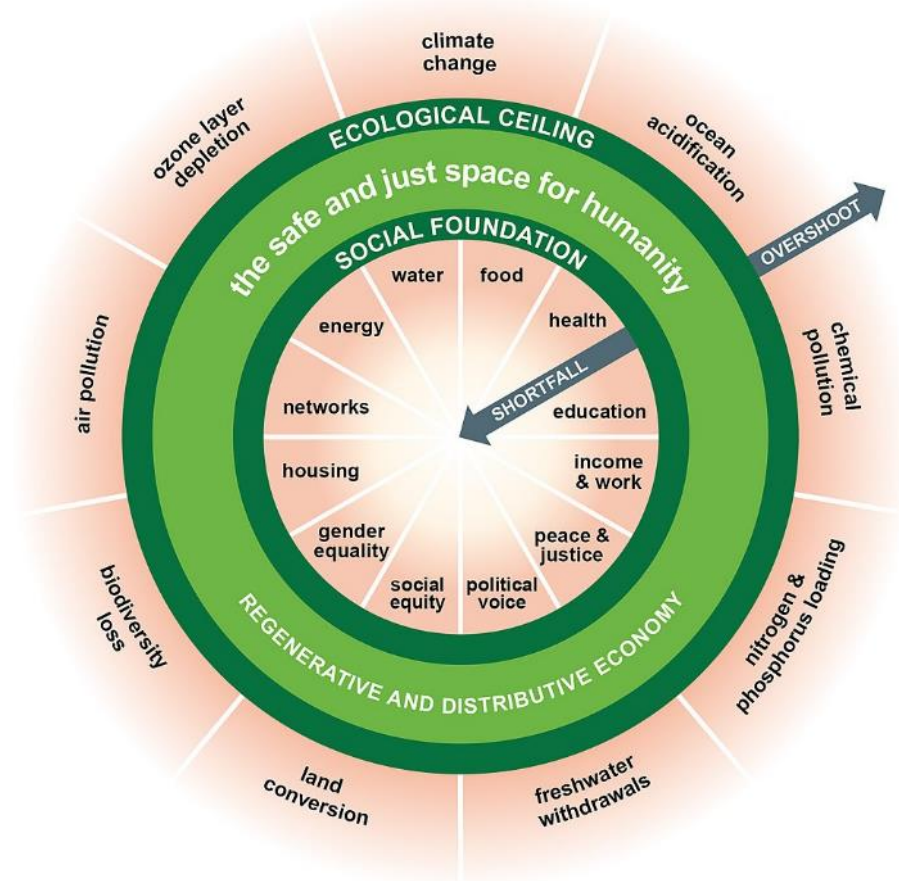 climate
change
ocean
acidification
chemical
pollution
nitrogen &
phosphorus loading
freshwater
withdrawals
land
conversion
biodiversity
loss
air pollution
ozone layer
depletion
OVERSHOOT
ECOLOGICAL CEILING
the safe and just space for humanity
SOCIAL FOUNDATION
water
food
health
SHORTFALL
education
income
& work
peace &
justice
political
voice
social
equity
gender
equality
housing
networks
energy
REGENERATIVE AND DISTRIBUTIVE ECONOMY